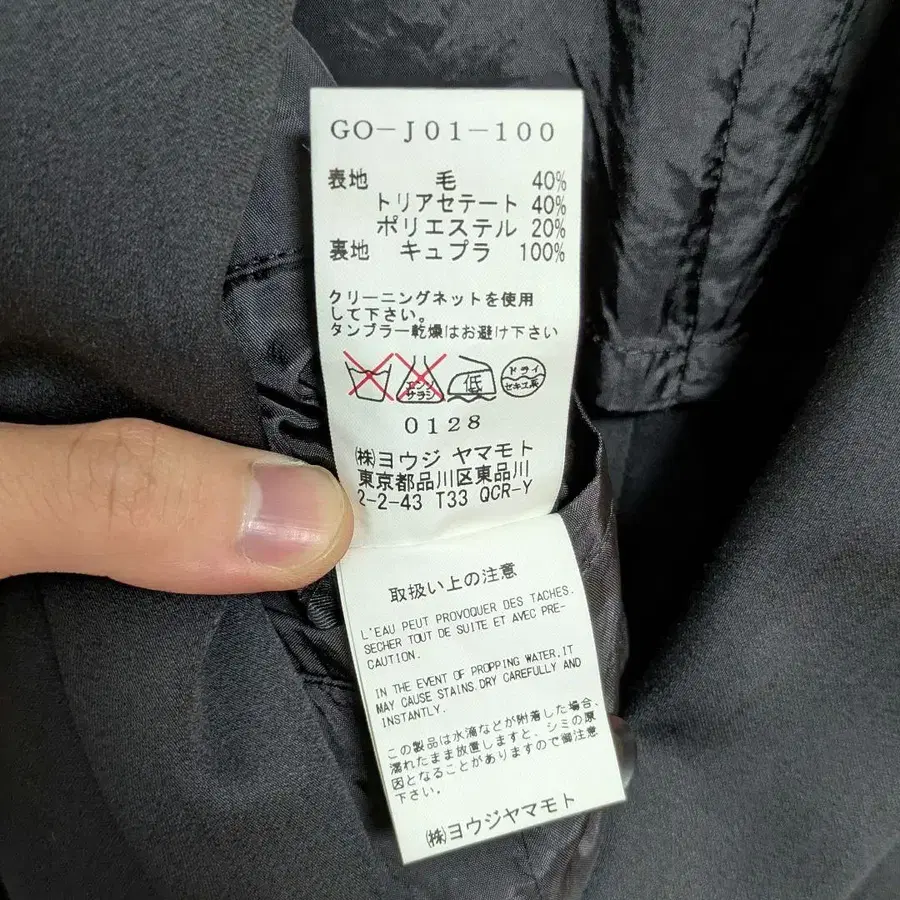 GO-J01-100
表地 毛 40%
トリアセテート 40%
ポリエステル 20%
裏地 キュプラ 100%
クリーニングネットを使用
して下さい。
タンブラー乾燥はお避け下さい
エンソ サラシ 低 ドライ セキユ系
0128
㈱ヨウジ ヤマモト
東京都品川区東品川
2-2-43 T33 QCR-Y
取扱い上の注意
L'EAU PEUT PROVOQUER DES TACHES.
SECHER TOUT DE SUITE ET AVEC PRE-
CAUTION.
IN THE EVENT OF PROPPING WATER,IT
MAY CAUSE STAINS.DRY CAREFULLY AND
INSTANTLY.
この製品は水滴などが附着した場合、
濡れたまま放置しますと、シミの原
因となることがありますので御注意
下さい。
㈱ヨウジヤマモト